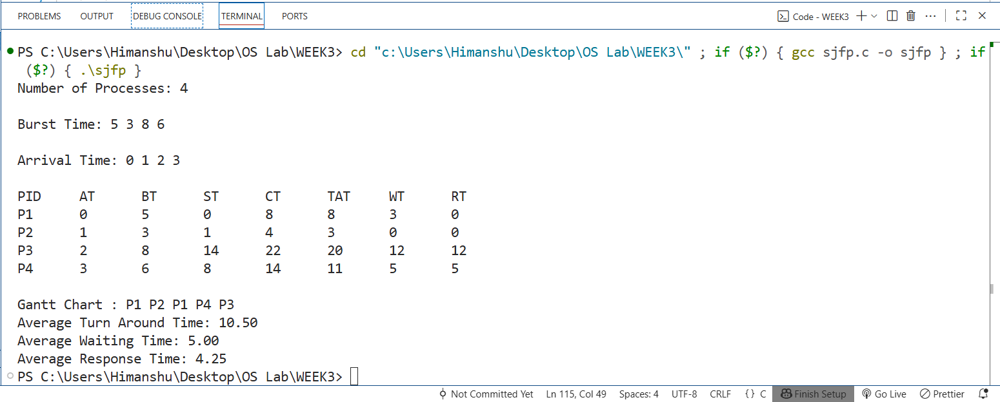 PROBLEMS OUTPUT DEBUG CONSOLE TERMINAL PORTS Code - WEEK3
PS C:\Users\Himanshu\Desktop\OS Lab\WEEK3> cd "c:\Users\Himanshu\Desktop\OS Lab\WEEK3\" ; if ($?) { gcc sjfp.c -o sjfp } ; if
($?) { .\sjfp }
Number of Processes: 4
Burst Time: 5 3 8 6
Arrival Time: 0 1 2 3
PID AT BT ST CT TAT WT RT
P1 0 5 0 8 8 3 0
P2 1 3 1 4 3 0 0
P3 2 8 14 22 20 12 12
P4 3 6 8 14 11 5 5
Gantt Chart : P1 P2 P1 P4 P3
Average Turn Around Time: 10.50
Average Waiting Time: 5.00
Average Response Time: 4.25
PS C:\Users\Himanshu\Desktop\OS Lab\WEEK3>
Not Committed Yet Ln 115, Col 49 Spaces: 4 UTF-8 CRLF {} C Finish Setup Go Live Prettier